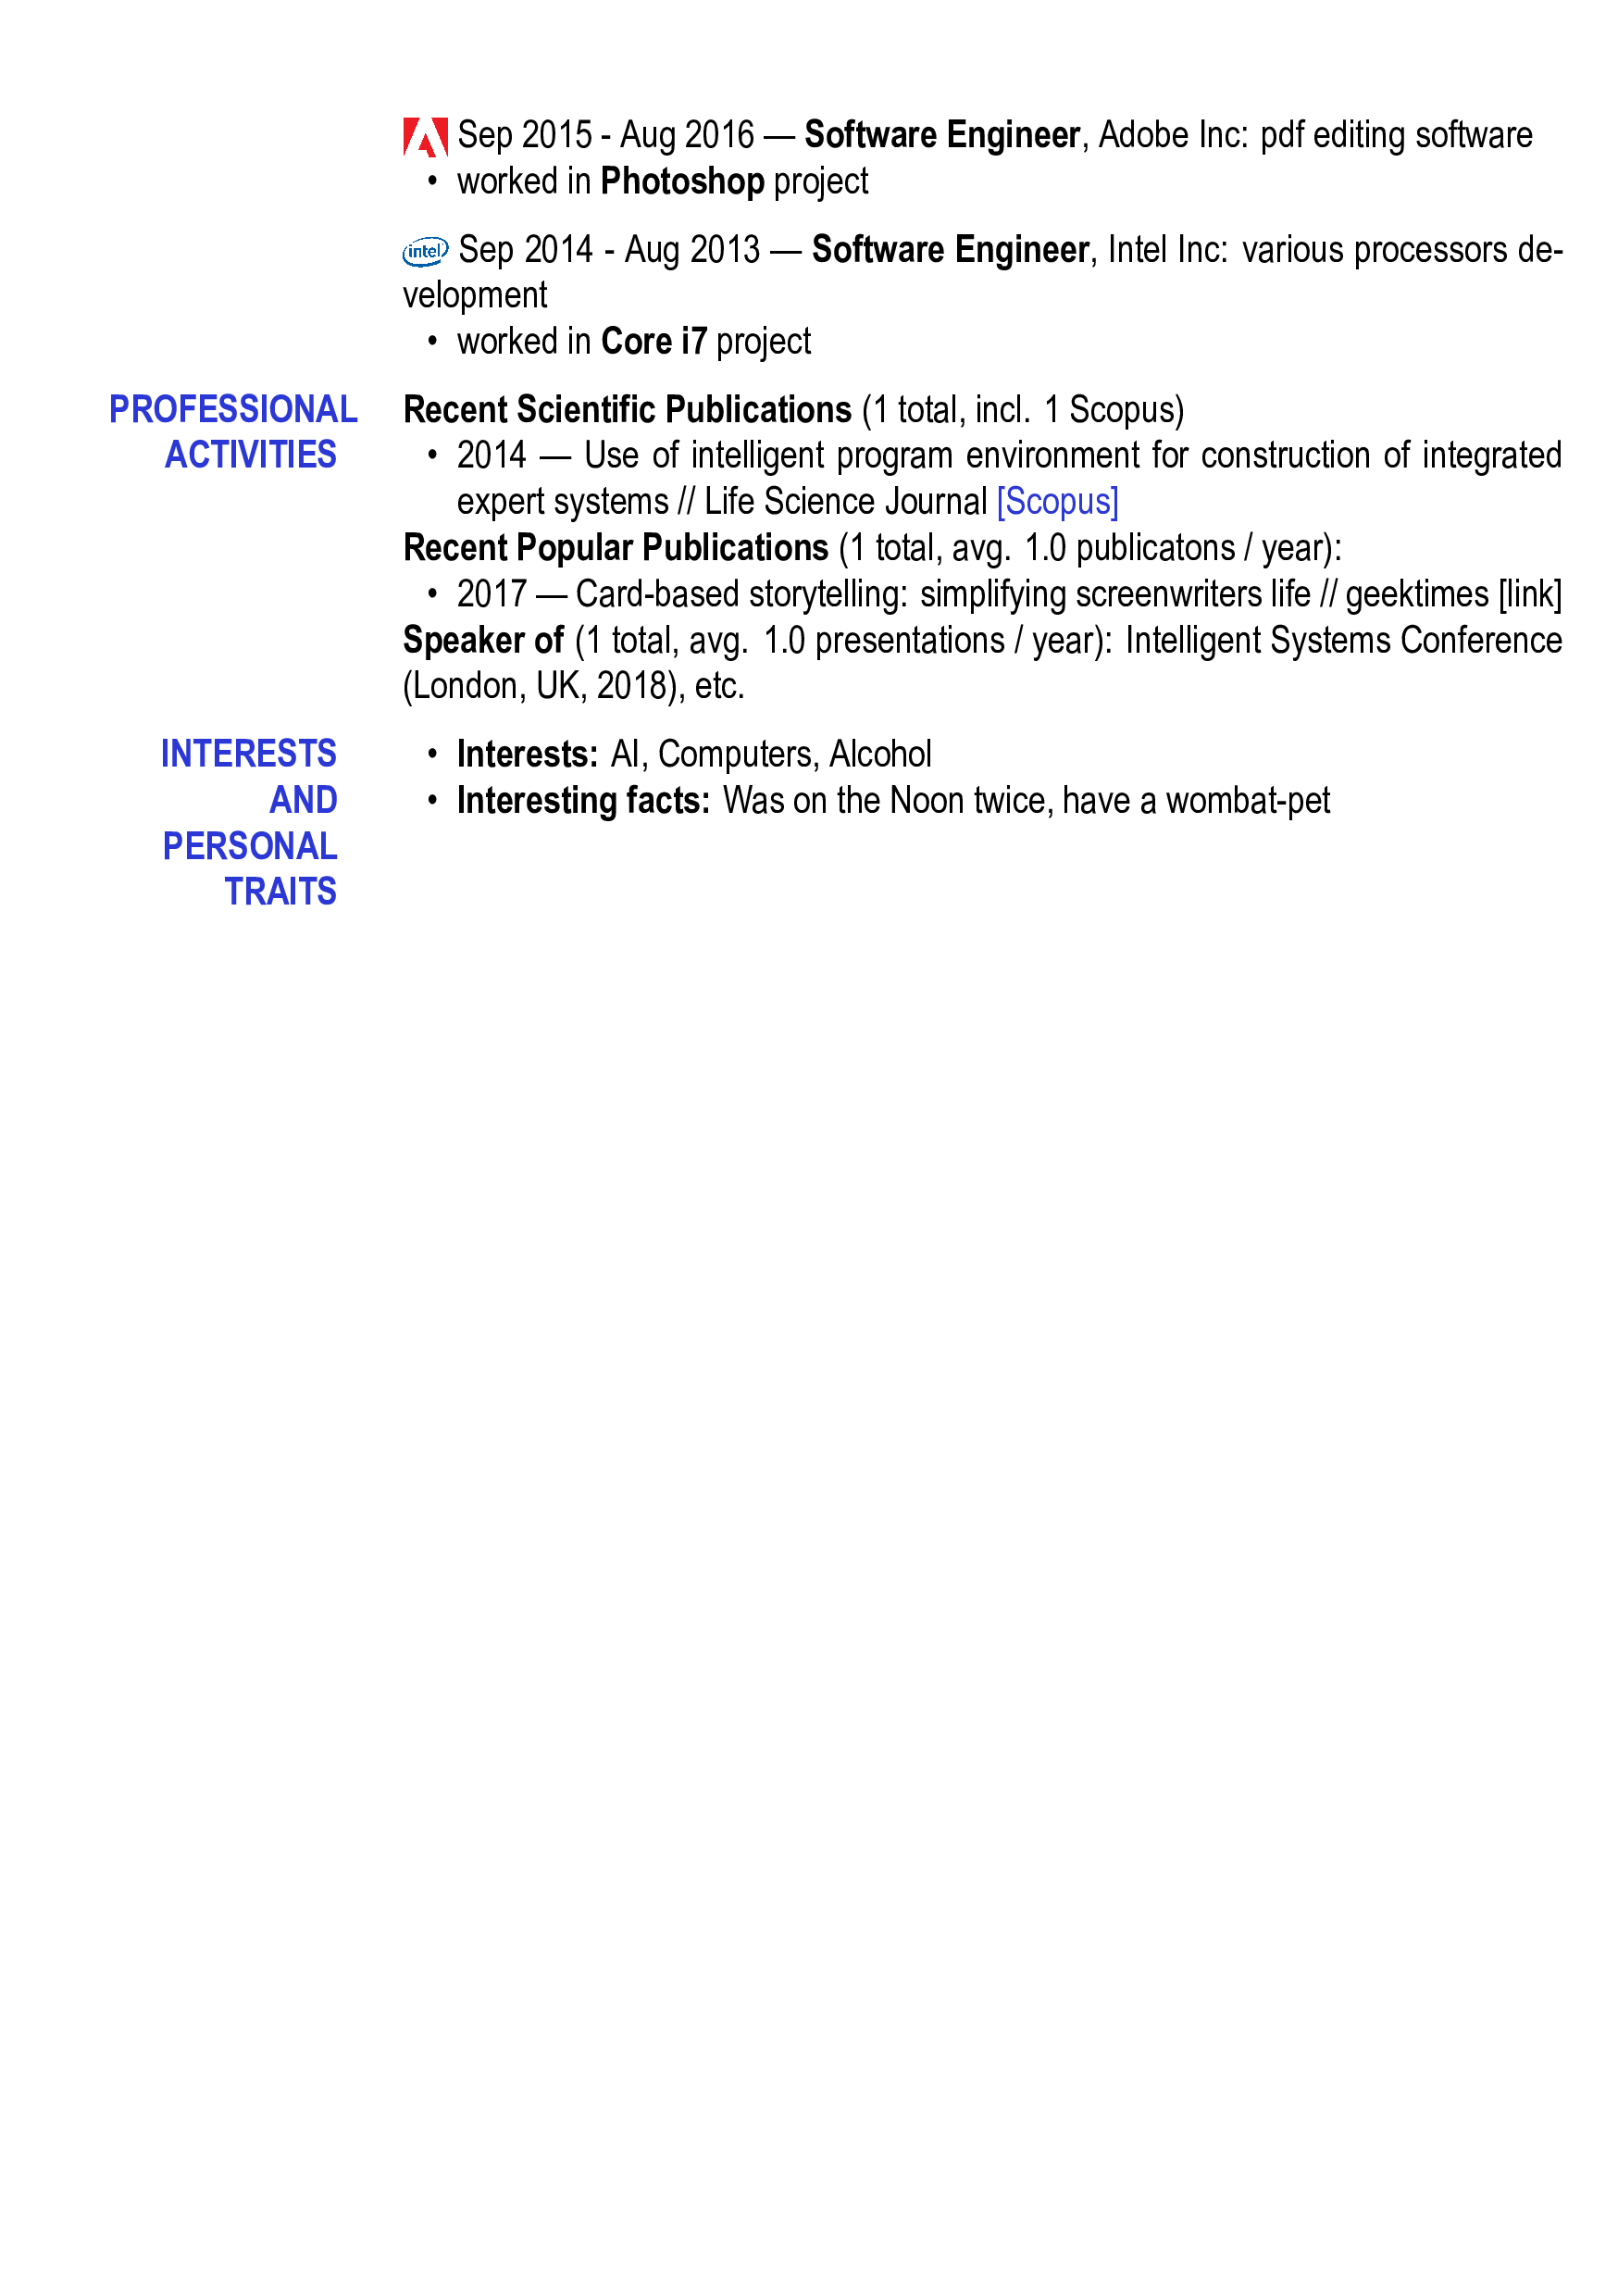 Sep 2015 - Aug 2016 — Software Engineer, Adobe Inc: pdf editing software
• worked in Photoshop project
intel Sep 2014 - Aug 2013 — Software Engineer, Intel Inc: various processors de-
velopment
• worked in Core i7 project
PROFESSIONAL
ACTIVITIES
Recent Scientific Publications (1 total, incl. 1 Scopus)
• 2014 — Use of intelligent program environment for construction of integrated
expert systems // Life Science Journal [Scopus]
Recent Popular Publications (1 total, avg. 1.0 publicatons / year):
• 2017 — Card-based storytelling: simplifying screenwriters life // geektimes [link]
Speaker of (1 total, avg. 1.0 presentations / year): Intelligent Systems Conference
(London, UK, 2018), etc.
INTERESTS
AND
PERSONAL
TRAITS
• Interests: AI, Computers, Alcohol
• Interesting facts: Was on the Noon twice, have a wombat-pet